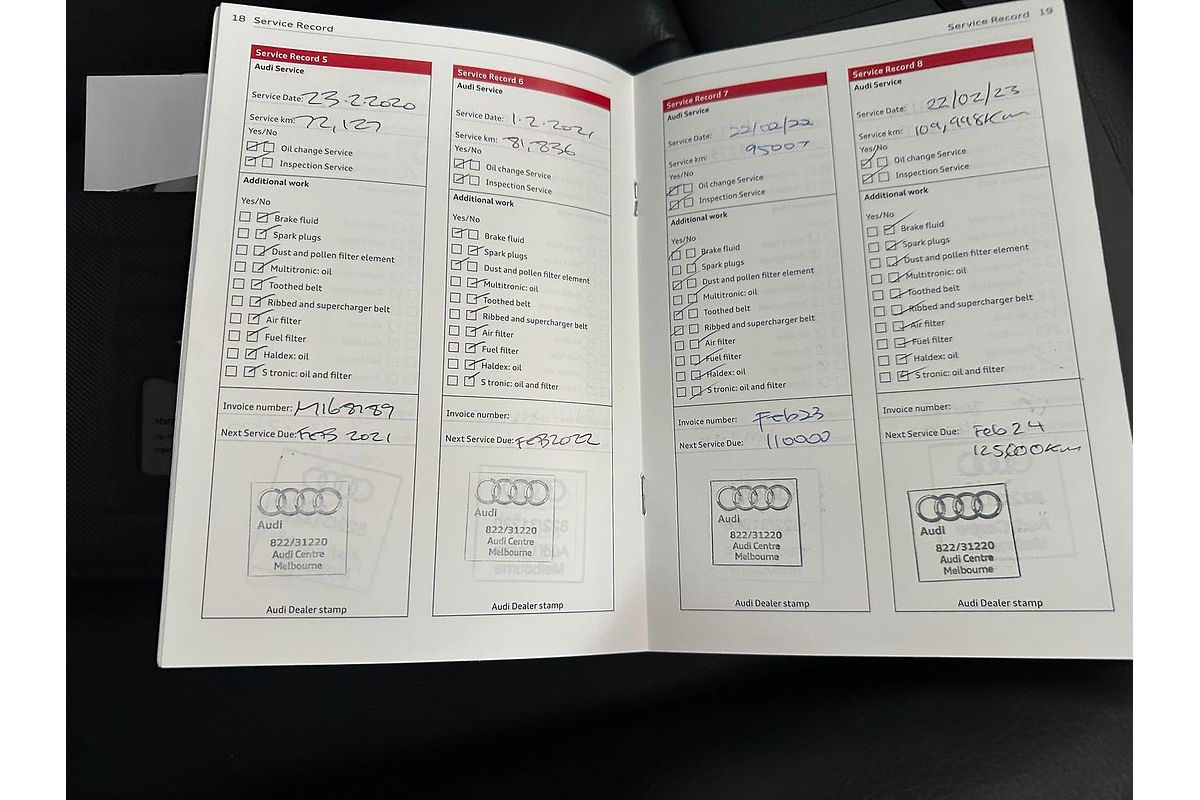 18 Service Record
Service Record 5
Audi Service
Service Date: 23.2.2020
Service km: 72,127
Yes/No
Oil change Service
Inspection Service
Additional work
Yes/No
Brake fluid
Spark plugs
Dust and pollen filter element
Multitronic: oil
Toothed belt
Ribbed and supercharger belt
Air filter
Fuel filter
Haldex: oil
S tronic: oil and filter
Invoice number: M168189
Next Service Due: FEB 2021
Audi
822/31220
Audi Centre
Melbourne
Audi Dealer stamp
Service Record 6
Audi Service
Service Date: 1.2.2021
Service km: 81,836
Yes/No
Oil change Service
Inspection Service
Additional work
Yes/No
Brake fluid
Spark plugs
Dust and pollen filter element
Multitronic: oil
Toothed belt
Ribbed and supercharger belt
Air filter
Fuel filter
Haldex: oil
S tronic: oil and filter
Invoice number:
Next Service Due: FEB 2022
Audi
822/31220
Audi Centre
Melbourne
Audi Dealer stamp
Service Record 19
Service Record 7
Audi Service
Service Date: 22/02/22
Service km: 95007
Yes/No
Oil change Service
Inspection Service
Additional work
Yes/No
Brake fluid
Spark plugs
Dust and pollen filter element
Multitronic: oil
Toothed belt
Ribbed and supercharger belt
Air filter
Fuel filter
Haldex: oil
S tronic: oil and filter
Invoice number: Feb23
Next Service Due: 110000
Audi
822/31220
Audi Centre
Melbourne
Audi Dealer stamp
Service Record 8
Audi Service
Service Date: 22/02/23
Service km: 109,998Km
Yes/No
Oil change Service
Inspection Service
Additional work
Yes/No
Brake fluid
Spark plugs
Dust and pollen filter element
Multitronic: oil
Toothed belt
Ribbed and supercharger belt
Air filter
Fuel filter
Haldex: oil
S tronic: oil and filter
Invoice number:
Next Service Due: Feb 24
125,000Km
Audi
822/31220
Audi Centre
Melbourne
Audi Dealer stamp